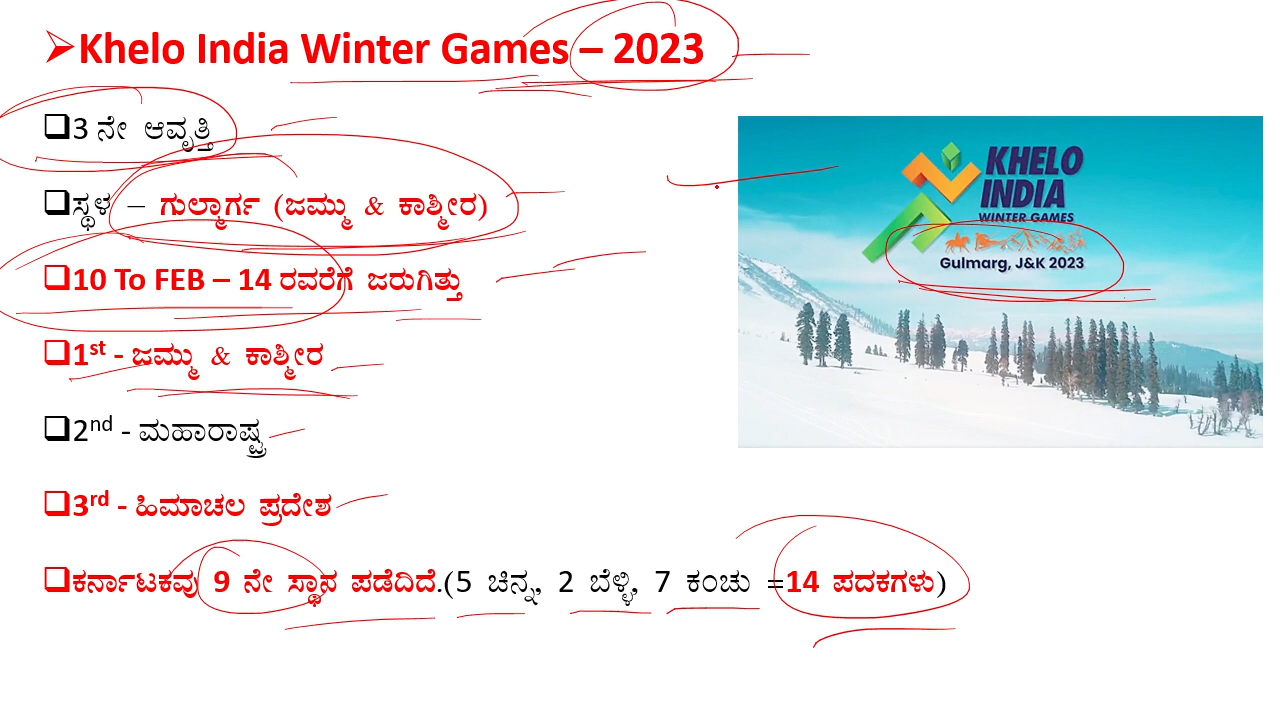 Khelo India Winter Games – 2023
3 ನೇ ಆವೃತ್ತಿ
ಸ್ಥಳ – ಗುಲ್ಮಾರ್ಗ (ಜಮ್ಮು & ಕಾಶ್ಮೀರ)
10 To FEB – 14 ರವರೆಗೆ ಜರುಗಿತ್ತು
1st - ಜಮ್ಮು & ಕಾಶ್ಮೀರ
2nd - ಮಹಾರಾಷ್ಟ್ರ
3rd - ಹಿಮಾಚಲ ಪ್ರದೇಶ
ಕರ್ನಾಟಕವು 9 ನೇ ಸ್ಥಾನ ಪಡೆದಿದೆ.(5 ಚಿನ್ನ, 2 ಬೆಳ್ಳಿ, 7 ಕಂಚು =14 ಪದಕಗಳು)
KHELO
INDIA
WINTER GAMES
Gulmarg, J&K 2023